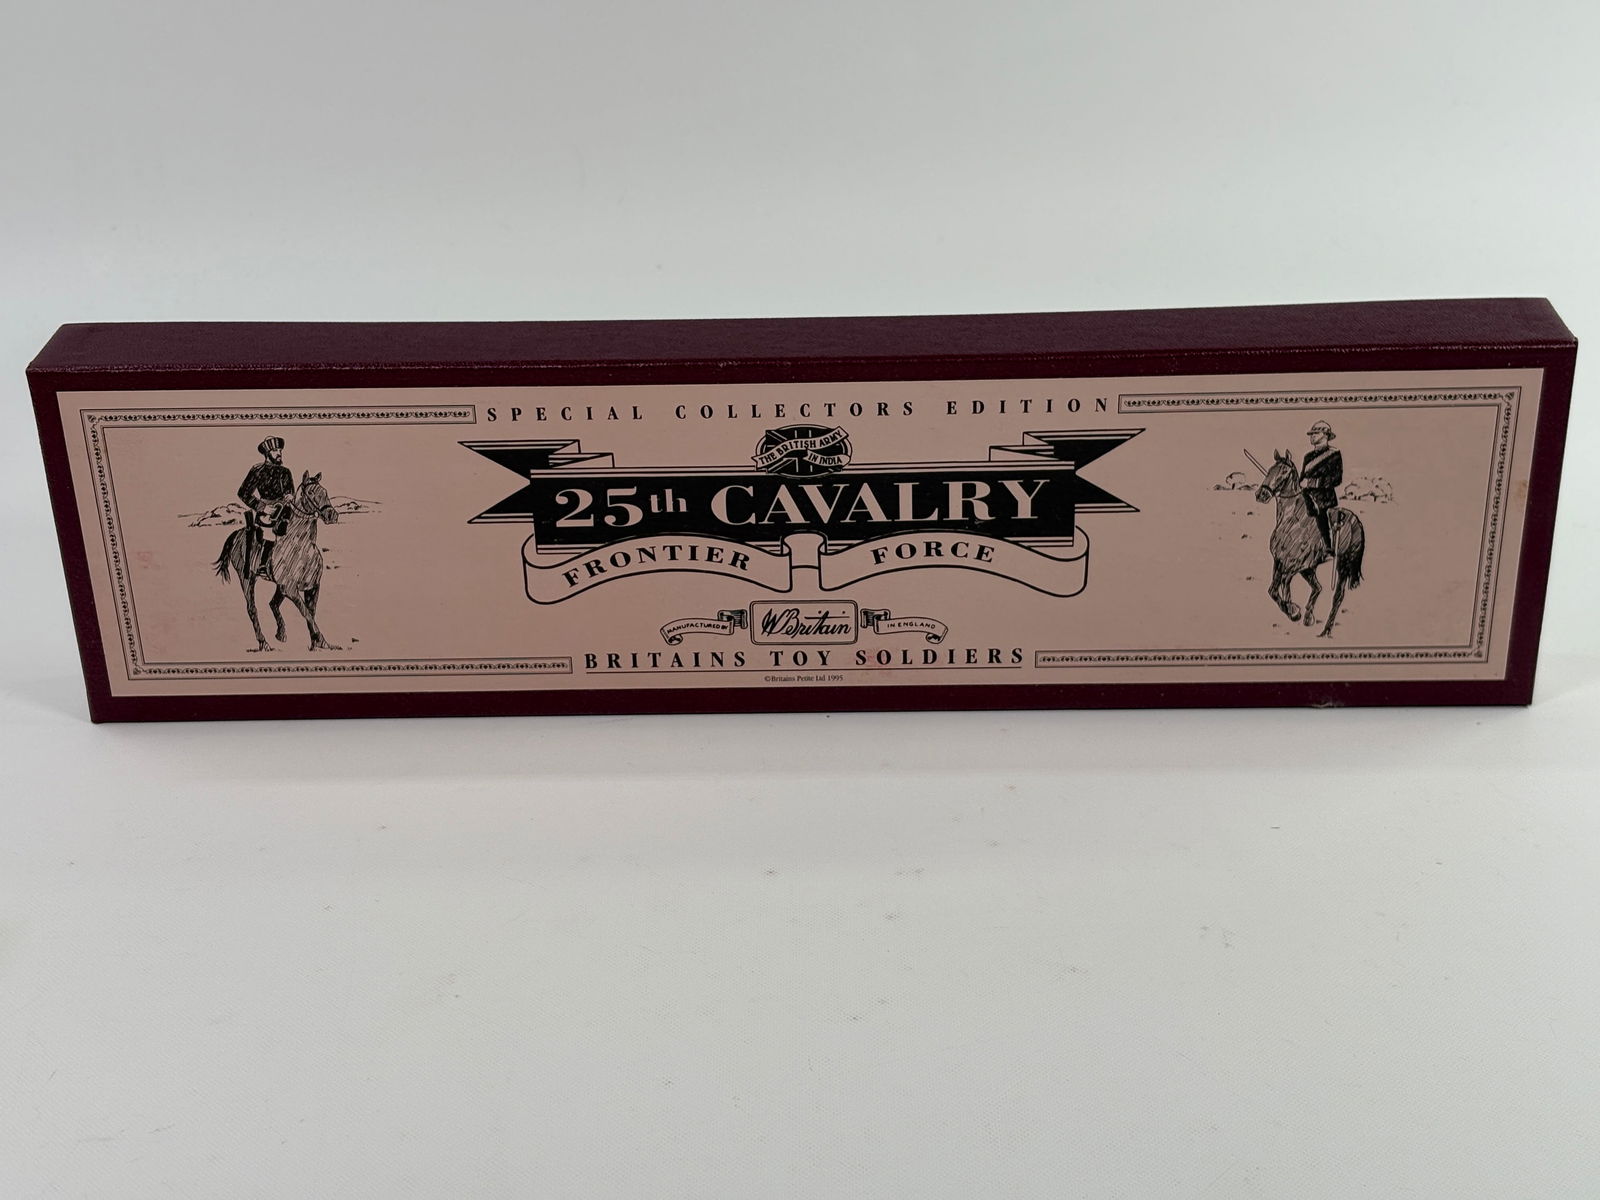 SPECIAL COLLECTORS EDITION
THE BRITISH ARMY
IN INDIA
25th CAVALRY
FRONTIER FORCE
MANUFACTURED BY
W Britain
IN ENGLAND
BRITAINS TOY SOLDIERS
©Britains Petite Ltd 1995